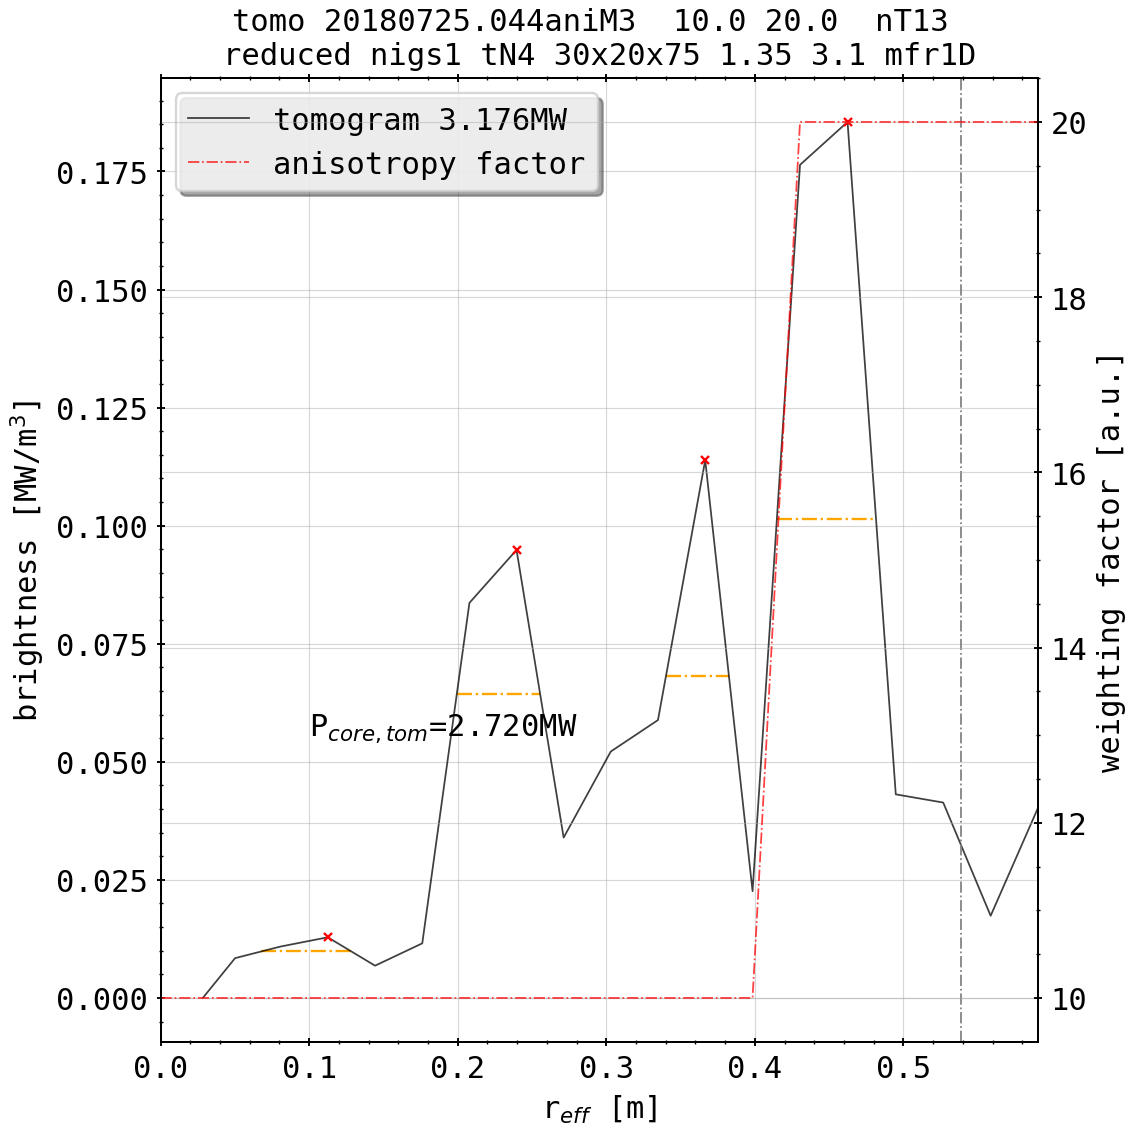 tomo 20180725.044aniM3  10.0 20.0  nT13
reduced nigs1 tN4 30x20x75 1.35 3.1 mfr1D
tomogram 3.176MW
anisotropy factor
brightness [MW/m³]
0.175
0.150
0.125
0.100
0.075
0.050
0.025
0.000
P_core,tom=2.720MW
20
18
16
14
12
10
weighting factor [a.u.]
0.0 0.1 0.2 0.3 0.4 0.5
r_eff [m]